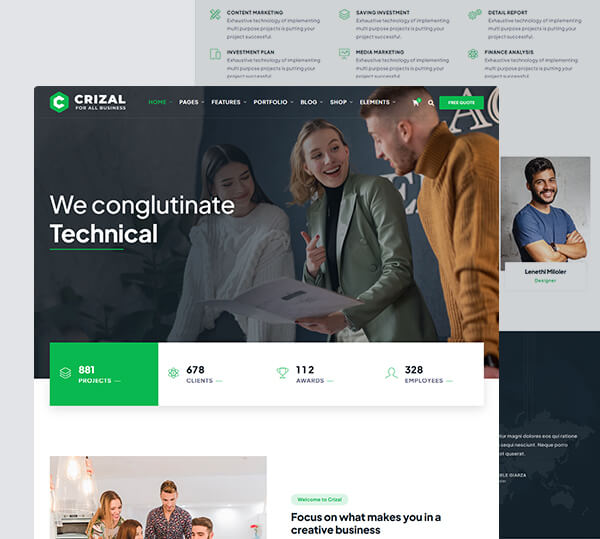 CONTENT MARKETING
Exhaustive technology of implementing
multi purpose projects is putting your
project successful.
SAVING INVESTMENT
Exhaustive technology of implementing
multi purpose projects is putting your
project successful.
DETAIL REPORT
Exhaustive technology of implementing
multi purpose projects is putting your
project successful.
INVESTMENT PLAN
Exhaustive technology of implementing
multi purpose projects is putting your
project successful.
MEDIA MARKETING
Exhaustive technology of implementing
multi purpose projects is putting your
project successful.
FINANCE ANALYSIS
Exhaustive technology of implementing
multi purpose projects is putting your
project successful.
CRIZAL
FOR ALL BUSINESS
HOME PAGES FEATURES PORTFOLIO BLOG SHOP ELEMENTS
FREE QUOTE
We conglutinate
Technical
881
PROJECTS
678
CLIENTS
112
AWARDS
328
EMPLOYEES
Lenethi Miloler
Designer
tur magni dolores eos qui ratione
sequi nesciunt. Neque porro
ot quaerat.
BLE GIARZA
Welcome to Crizal
Focus on what makes you in a
creative business